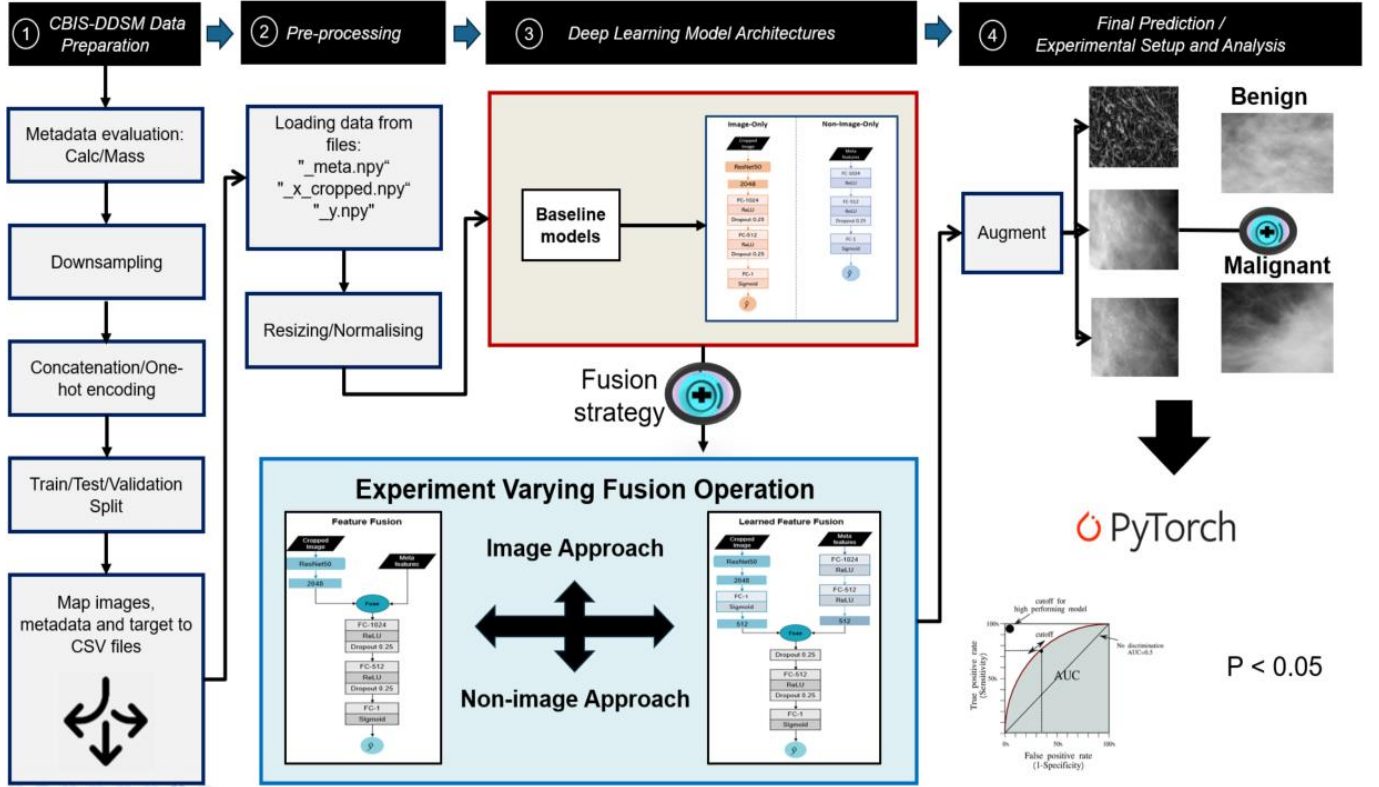 1
CBIS-DDSM Data
Preparation
2
Pre-processing
3
Deep Learning Model Architectures
4
Final Prediction /
Experimental Setup and Analysis
Metadata evaluation:
Calc/Mass
Downsampling
Concatenation/One-
hot encoding
Train/Test/Validation
Split
Map images,
metadata and target to
CSV files
Loading data from
files:
"_meta.npy“
"_x_cropped.npy“
"_y.npy"
Resizing/Normalising
Baseline
models
Image-Only
Cropped
Image
ResNet50
2048
FC-1024
ReLU
Dropout 0.25
FC-512
ReLU
Dropout 0.25
FC-1
Sigmoid
ŷ
Non-Image-Only
Meta
features
FC-1024
ReLU
FC-512
ReLU
Dropout 0.25
FC-1
Sigmoid
ŷ
Fusion
strategy
Experiment Varying Fusion Operation
Feature Fusion
Cropped
Image
Meta
features
ResNet50
2048
Fuse
FC-1024
ReLU
Dropout 0.25
FC-512
ReLU
Dropout 0.25
FC-1
Sigmoid
ŷ
Image Approach
Non-image Approach
Learned Feature Fusion
Cropped
Image
Meta
features
ResNet50
2048
FC-1
Sigmoid
512
FC-1024
ReLU
FC-512
ReLU
512
Fuse
Dropout 0.25
FC-512
ReLU
Dropout 0.25
FC-1
Sigmoid
ŷ
Augment
Benign
Malignant
PyTorch
cutoff for
high performing model
cutoff
No discrimination
AUC=0.5
AUC
True positive rate
(Sensitivity)
100%
50%
0%
50%
100%
False positive rate
(1-Specificity)
P < 0.05